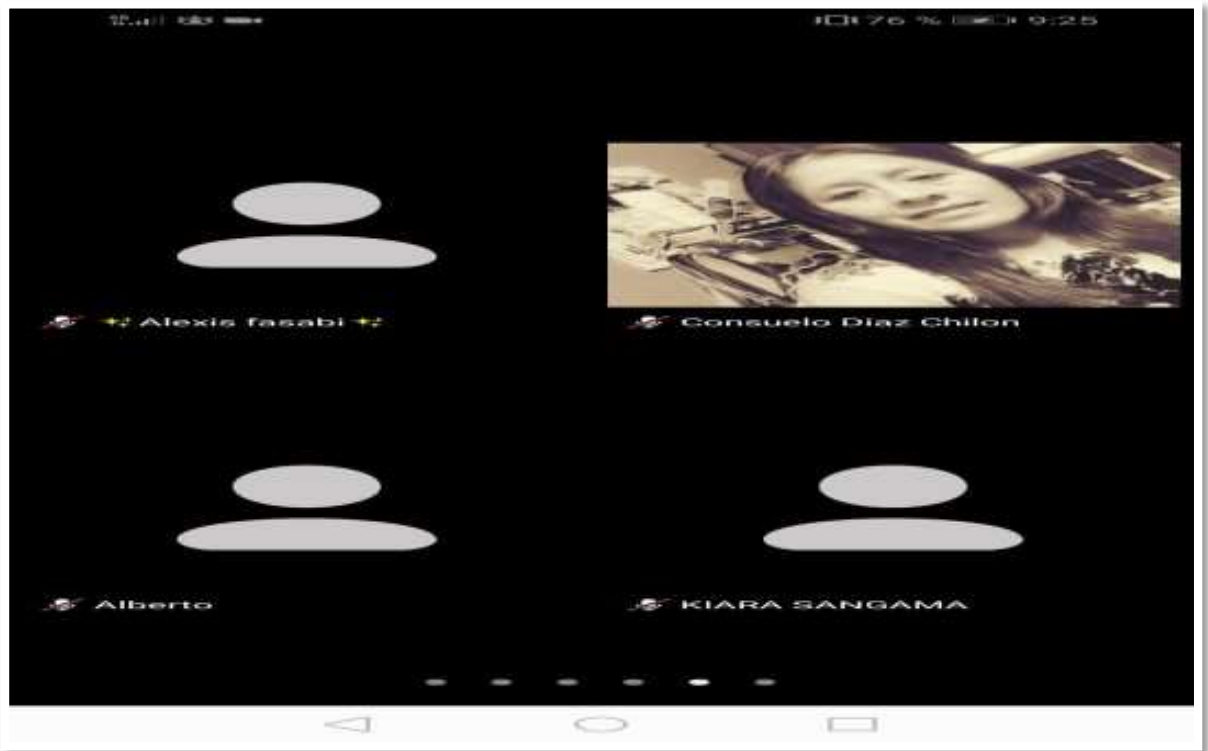 76 % 9:25
Alexis fasabi
Consuelo Diaz Chilon
Alberto
KIARA SANGAMA